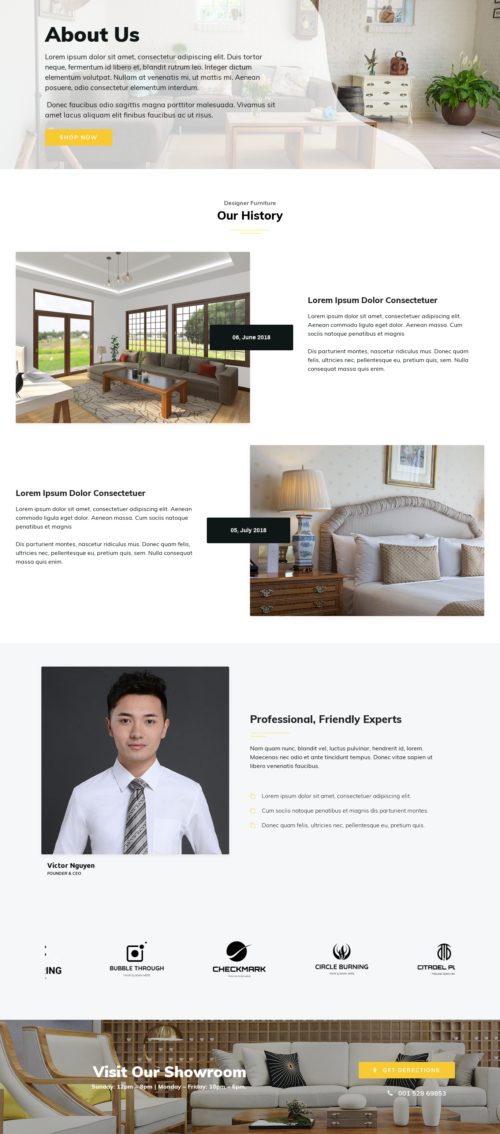 About Us
Lorem ipsum dolor sit amet, consectetur adipiscing elit. Duis tortor
neque, fermentum id libero et, blandit rutrum leo. Integer dictum
elementum volutpat. Nullam at venenatis mi, ut mattis mi. Aenean
posuere, odio consectetur elementum interdum.
Donec faucibus odio sagittis magna porttitor malesuada. Vivamus sit
amet lacus aliquam elit finibus faucibus ac ut risus.
SHOP NOW
Designer Furniture
Our History
06, June 2018
Lorem Ipsum Dolor Consectetuer
Lorem ipsum dolor sit amet, consectetuer adipiscing elit.
Aenean commodo ligula eget dolor. Aenean massa. Cum
sociis natoque penatibus et magnis
Dis parturient montes, nascetur ridiculus mus. Donec quam
felis, ultricies nec, pellentesque eu, pretium quis, sem. Nulla
consequat massa quis enim.
Lorem Ipsum Dolor Consectetuer
Lorem ipsum dolor sit amet, consectetuer adipiscing elit. Aenean
commodo ligula eget dolor. Aenean massa. Cum sociis natoque
penatibus et magnis
Dis parturient montes, nascetur ridiculus mus. Donec quam felis,
ultricies nec, pellentesque eu, pretium quis, sem. Nulla consequat
massa quis enim.
05, July 2018
Professional, Friendly Experts
Nam quam nunc, blandit vel, luctus pulvinar, hendrerit id, lorem.
Maecenas nec odio et ante tincidunt tempus. Donec vitae sapien ut
libero venenatis faucibus.
Lorem ipsum dolor sit amet, consectetuer adipiscing elit.
Cum sociis natoque penatibus et magnis dis parturient montes.
Donec quam felis, ultricies nec, pellentesque eu, pretium quis.
Victor Nguyen
FOUNDER & CEO
ING
BUBBLE THROUGH
CHECKMARK
CIRCLE BURNING
CITADEL PL
Visit Our Showroom
Sunday: 12pm – 8pm | Monday – Friday: 10pm – 6pm
GET DERECTIONS
001 528 69853